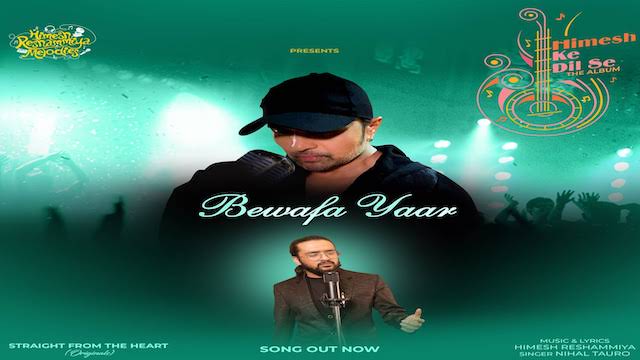 Himesh
Reshammiya
Melodies
PRESENTS
Himesh
Ke
Dil Se
THE ALBUM
Bewafa Yaar
STRAIGHT FROM THE HEART
(Originals)
SONG OUT NOW
MUSIC & LYRICS
HIMESH RESHAMMIYA
SINGER NIHAL TAURO